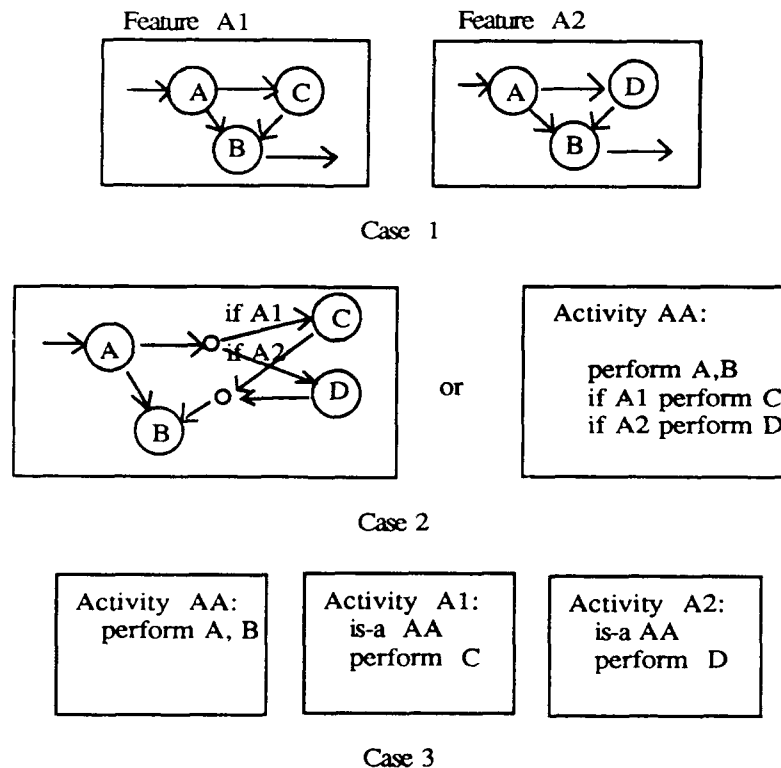 Feature A1
Feature A2
A
C
B
A
D
B
Case 1
A
if A1
C
if A2
D
B
or
Activity AA:
perform A,B
if A1 perform C
if A2 perform D
Case 2
Activity AA:
perform A, B
Activity A1:
is-a AA
perform C
Activity A2:
is-a AA
perform D
Case 3